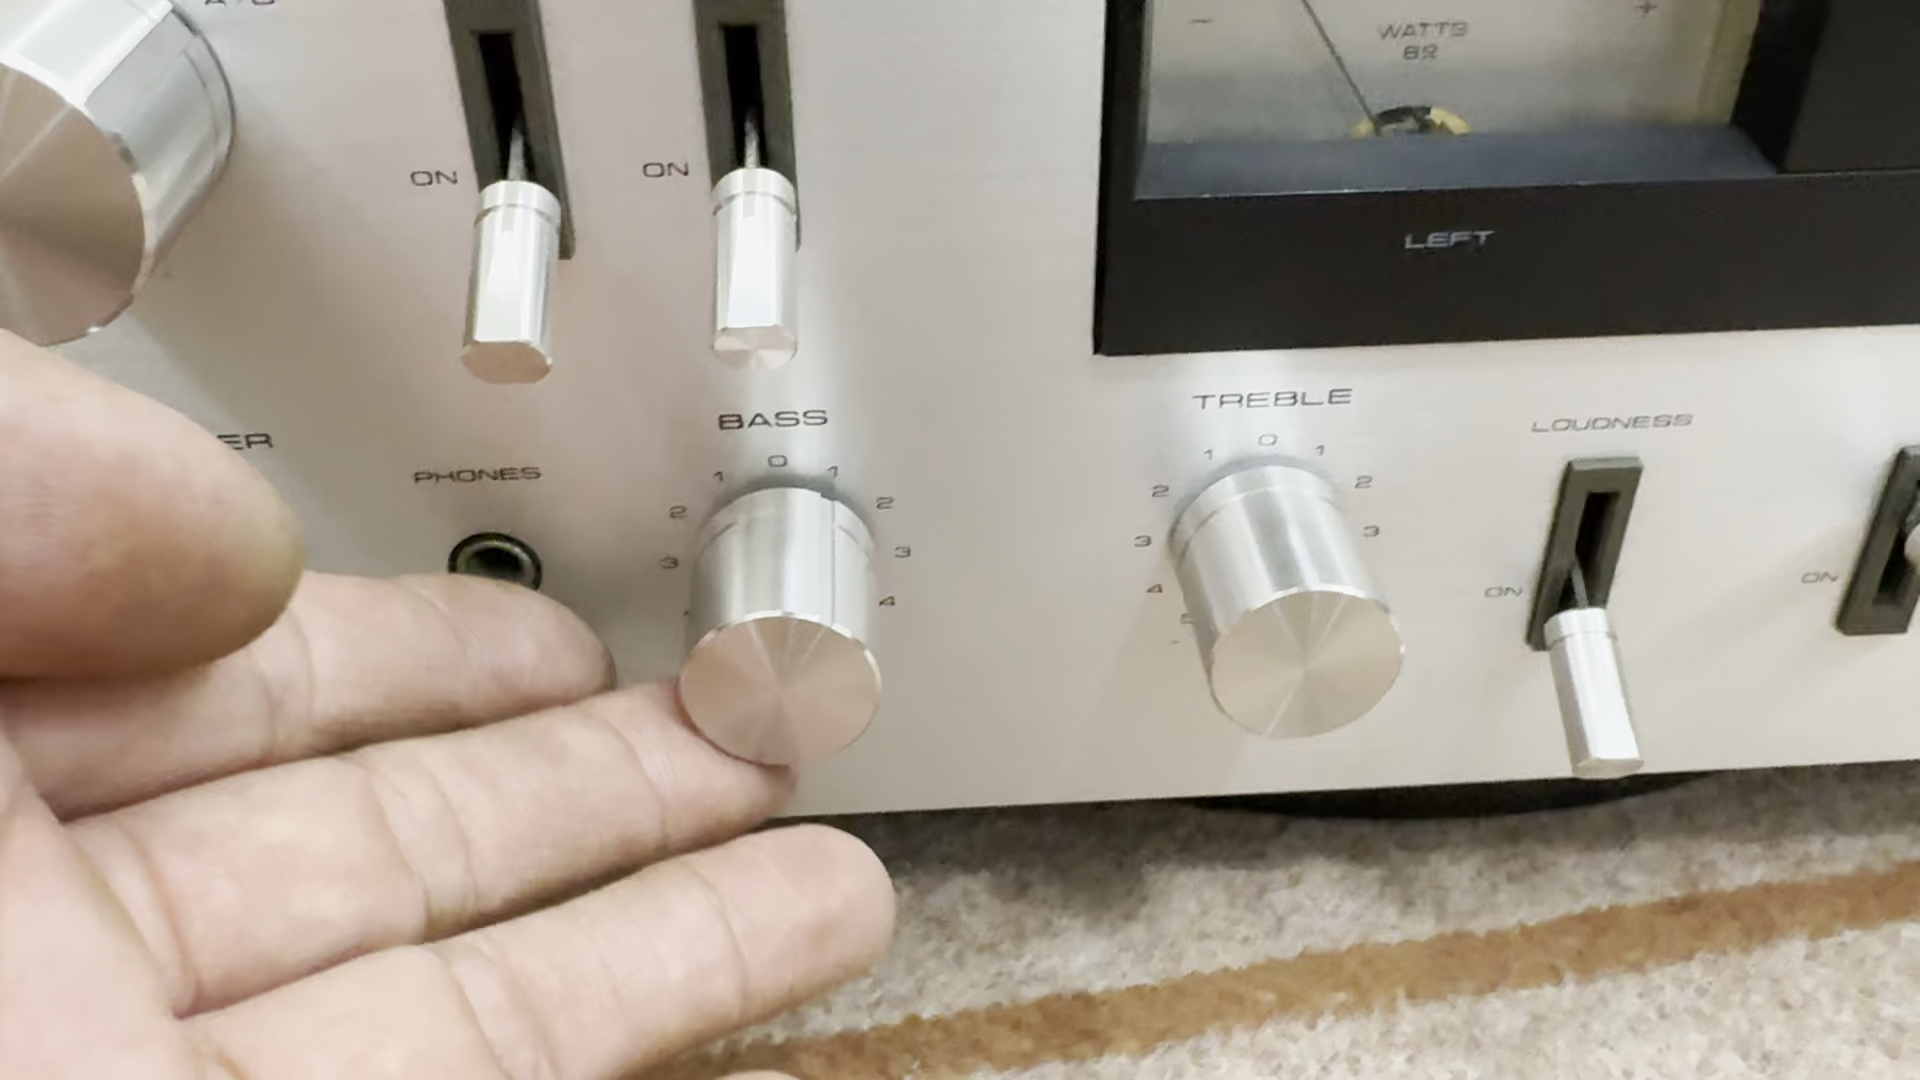 −
+
WATTS
8Ω
ON
ON
LEFT
ER
PHONES
BASS
2 1 0 1 2
3 3
4
TREBLE
2 1 0 1 2
3 3
4
LOUDNESS
ON
ON